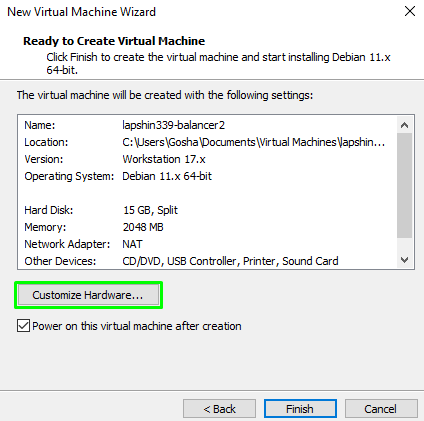 New Virtual Machine Wizard
Ready to Create Virtual Machine
Click Finish to create the virtual machine and start installing Debian 11.x
64-bit.
The virtual machine will be created with the following settings:
Name: lapshin339-balancer2
Location: C:\Users\Gosha\Documents\Virtual Machines\lapshin...
Version: Workstation 17.x
Operating System: Debian 11.x 64-bit
Hard Disk: 15 GB, Split
Memory: 2048 MB
Network Adapter: NAT
Other Devices: CD/DVD, USB Controller, Printer, Sound Card
Customize Hardware...
Power on this virtual machine after creation
< Back Finish Cancel